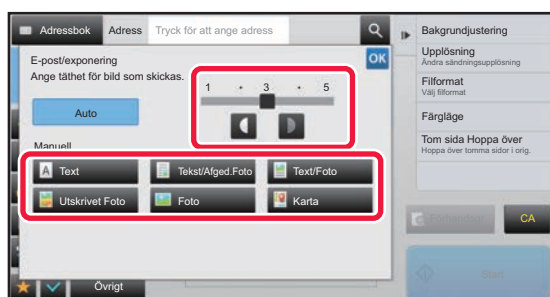 Adressbok Adress Tryck för att ange adress
E-post/exponering
OK
Ange täthet för bild som skickas.
1 • 3 • 5
Auto
Manuell
A Text
Tekst/Afged.Foto
Text/Foto
Utskrivet Foto
Foto
Karta
Övrigt
Bakgrundjustering
Upplösning
Ändra sändningsupplösning
Filformat
Välj filformat
Färgläge
Tom sida Hoppa över
Hoppa över tomma sidor i orig.
CA
Start